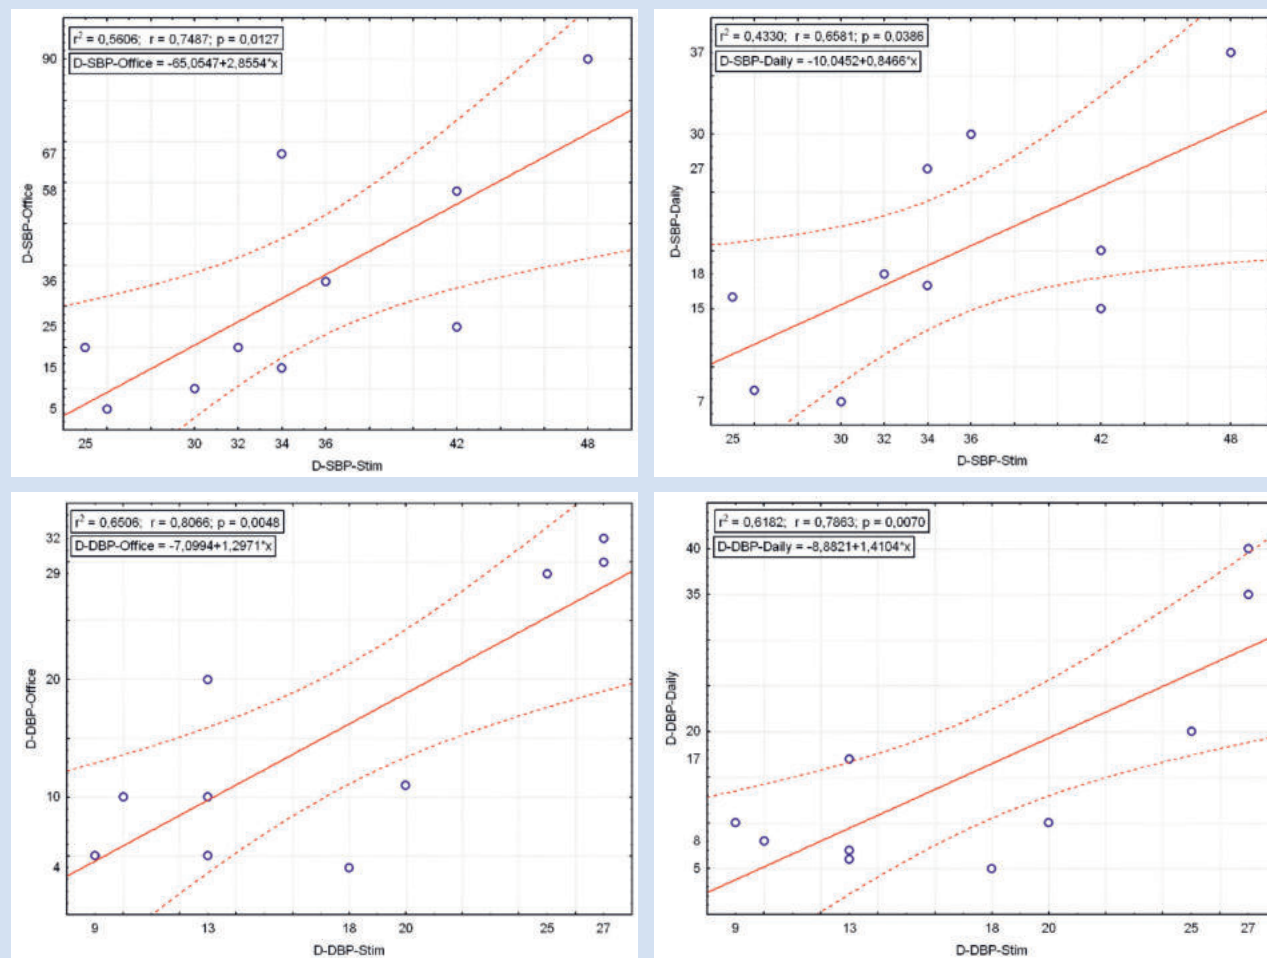 r² = 0,5606; r = 0,7487; p = 0,0127
D-SBP-Office = -65,0547+2,8554*x
90
67
58
36
25
15
5
D-SBP-Office
25 30 32 34 36 42 48
D-SBP-Stim
r² = 0,4330; r = 0,6581; p = 0,0386
D-SBP-Daily = -10,0452+0,8466*x
37
30
27
18
15
7
D-SBP-Daily
25 30 32 34 36 42 48
D-SBP-Stim
r² = 0,6506; r = 0,8066; p = 0,0048
D-DBP-Office = -7,0994+1,2971*x
32
29
20
10
4
D-DBP-Office
9 13 18 20 25 27
D-DBP-Stim
r² = 0,6182; r = 0,7863; p = 0,0070
D-DBP-Daily = -8,8821+1,4104*x
40
35
20
17
8
5
D-DBP-Daily
9 13 18 20 25 27
D-DBP-Stim